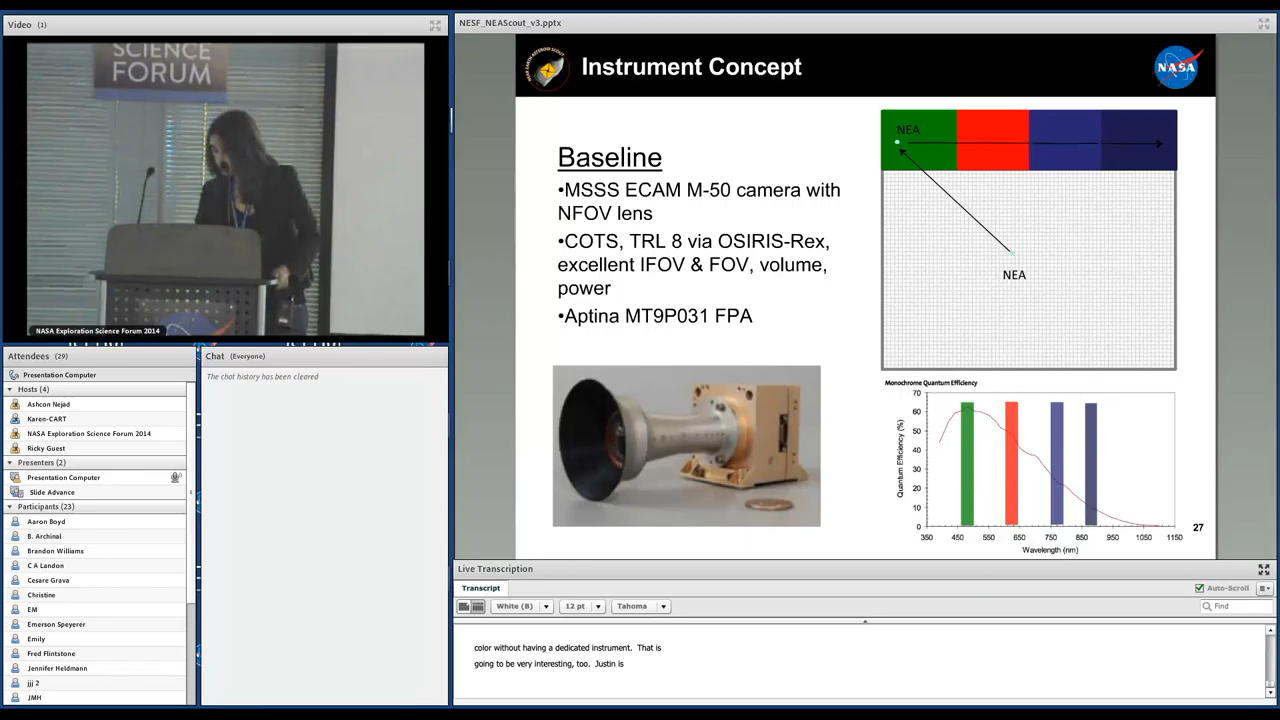 Video (1)
SCIENCE
FORUM
NASA Exploration Science Forum 2014
Attendees (29)
Presentation Computer
Hosts (4)
Ashcon Nejad
Karen-CART
NASA Exploration Science Forum 2014
Ricky Guest
Presenters (2)
Presentation Computer
Slide Advance
Participants (23)
Aaron Boyd
B. Archinal
Brandon Williams
C A Landon
Cesare Grava
Christine
EM
Emerson Speyerer
Emily
Fred Flintstone
Jennifer Heldmann
jjj 2
JMH
Chat (Everyone)
The chat history has been cleared
NESF_NEAScout_v3.pptx
Instrument Concept
NASA
Baseline
•MSSS ECAM M-50 camera with
NFOV lens
•COTS, TRL 8 via OSIRIS-Rex,
excellent IFOV & FOV, volume,
power
•Aptina MT9P031 FPA
NEA
NEA
Monochrome Quantum Efficiency
Quantum Efficiency (%)
70
60
50
40
30
20
10
0
350 450 550 650 750 850 950 1050 1150
Wavelength (nm)
27
Live Transcription
Transcript
Auto-Scroll
White (B) 12 pt Tahoma
Find
color without having a dedicated instrument. That is
going to be very interesting, too. Justin is